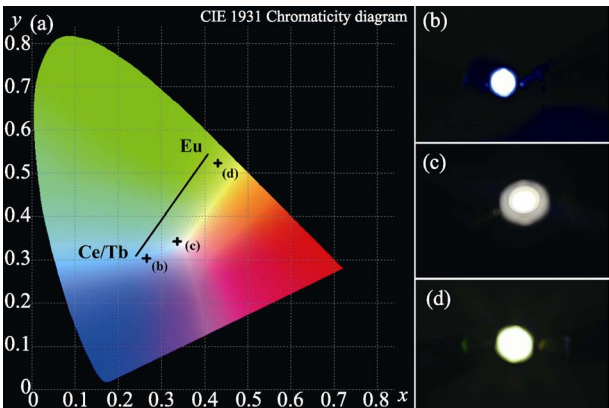 y (a) CIE 1931 Chromaticity diagram
0.8
0.7
0.6
0.5
0.4
0.3
0.2
0.1
0
0 0.1 0.2 0.3 0.4 0.5 0.6 0.7 0.8 x
Eu
(d)
(c)
Ce/Tb
(b)
(b)
(c)
(d)